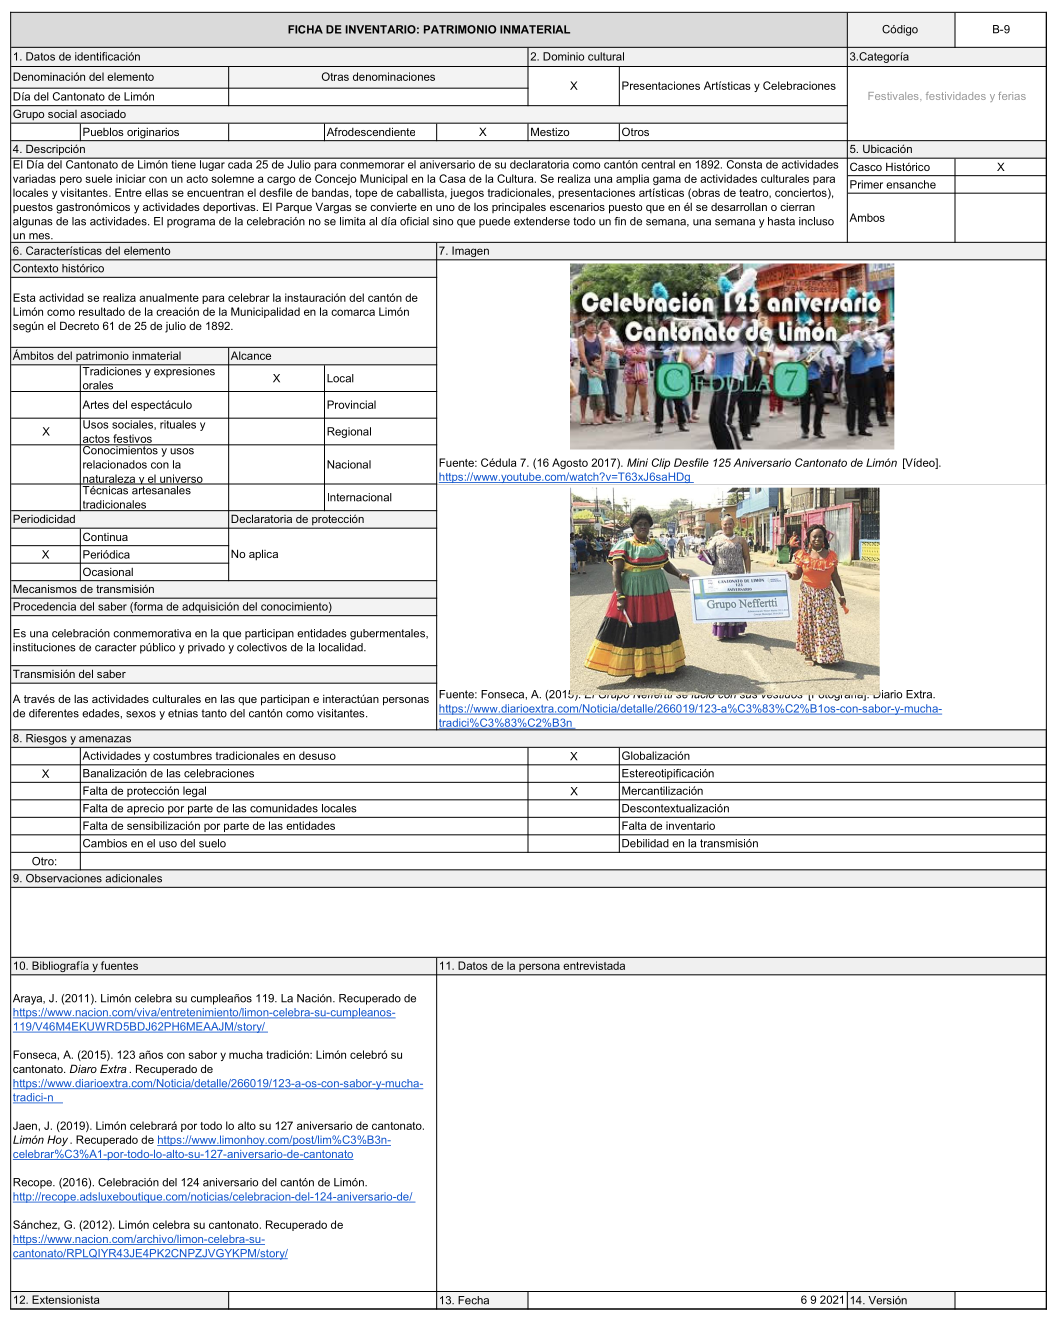 FICHA DE INVENTARIO: PATRIMONIO INMATERIAL
Código
B-9
1. Datos de identificación
2. Dominio cultural
3.Categoría
Denominación del elemento
Otras denominaciones
X
Presentaciones Artísticas y Celebraciones
Festivales, festividades y ferias
Día del Cantonato de Limón
Grupo social asociado
Pueblos originarios
Afrodescendiente
X
Mestizo
Otros
4. Descripción
5. Ubicación
El Día del Cantonato de Limón tiene lugar cada 25 de Julio para conmemorar el aniversario de su declaratoria como cantón central en 1892. Consta de actividades
variadas pero suele iniciar con un acto solemne a cargo de Concejo Municipal en la Casa de la Cultura. Se realiza una amplia gama de actividades culturales para
locales y visitantes. Entre ellas se encuentran el desfile de bandas, tope de caballista, juegos tradicionales, presentaciones artísticas (obras de teatro, conciertos),
puestos gastronómicos y actividades deportivas. El Parque Vargas se convierte en uno de los principales escenarios puesto que en él se desarrollan o cierran
algunas de las actividades. El programa de la celebración no se limita al día oficial sino que puede extenderse todo un fin de semana, una semana y hasta incluso
un mes.
Casco Histórico
X
Primer ensanche
Ambos
6. Características del elemento
7. Imagen
Contexto histórico
Esta actividad se realiza anualmente para celebrar la instauración del cantón de
Limón como resultado de la creación de la Municipalidad en la comarca Limón
según el Decreto 61 de 25 de julio de 1892.
Celebración 125 aniversario
Cantonato de Limón
CÉDULA 7
Ámbitos del patrimonio inmaterial
Alcance
Tradiciones y expresiones
orales
X
Local
Artes del espectáculo
Provincial
X
Usos sociales, rituales y
actos festivos
Regional
Conocimientos y usos
relacionados con la
naturaleza y el universo
Nacional
Técnicas artesanales
tradicionales
Internacional
Fuente: Cédula 7. (16 Agosto 2017). Mini Clip Desfile 125 Aniversario Cantonato de Limón [Vídeo].
https://www.youtube.com/watch?v=T63xJ6saHDg
Periodicidad
Declaratoria de protección
Continua
X
Periódica
No aplica
Ocasional
CANTONATO DE LIMÓN
123
ANIVERSARIO
Grupo Neffertti
Mecanismos de transmisión
Procedencia del saber (forma de adquisición del conocimiento)
Es una celebración conmemorativa en la que participan entidades gubermentales,
instituciones de caracter público y privado y colectivos de la localidad.
Transmisión del saber
A través de las actividades culturales en las que participan e interactúan personas
de diferentes edades, sexos y etnias tanto del cantón como visitantes.
Fuente: Fonseca, A. (2015). El Grupo Neffertti se lució con sus vestidos [Fotografía]. Diario Extra.
https://www.diarioextra.com/Noticia/detalle/266019/123-a%C3%83%C2%B1os-con-sabor-y-mucha-
tradici%C3%83%C2%B3n
8. Riesgos y amenazas
Actividades y costumbres tradicionales en desuso
X
Globalización
X
Banalización de las celebraciones
Estereotipificación
Falta de protección legal
X
Mercantilización
Falta de aprecio por parte de las comunidades locales
Descontextualización
Falta de sensibilización por parte de las entidades
Falta de inventario
Cambios en el uso del suelo
Debilidad en la transmisión
Otro:
9. Observaciones adicionales
10. Bibliografía y fuentes
11. Datos de la persona entrevistada
Araya, J. (2011). Limón celebra su cumpleaños 119. La Nación. Recuperado de
https://www.nacion.com/viva/entretenimiento/limon-celebra-su-cumpleanos-
119/V46M4EKUWRD5BDJ62PH6MEAAJM/story/
Fonseca, A. (2015). 123 años con sabor y mucha tradición: Limón celebró su
cantonato. Diaro Extra. Recuperado de
https://www.diarioextra.com/Noticia/detalle/266019/123-a-os-con-sabor-y-mucha-
tradici-n
Jaen, J. (2019). Limón celebrará por todo lo alto su 127 aniversario de cantonato.
Limón Hoy. Recuperado de https://www.limonhoy.com/post/lim%C3%B3n-
celebrar%C3%A1-por-todo-lo-alto-su-127-aniversario-de-cantonato
Recope. (2016). Celebración del 124 aniversario del cantón de Limón.
http://recope.adsluxeboutique.com/noticias/celebracion-del-124-aniversario-de/
Sánchez, G. (2012). Limón celebra su cantonato. Recuperado de
https://www.nacion.com/archivo/limon-celebra-su-
cantonato/RPLQIYR43JE4PK2CNPZJVGYKPM/story/
12. Extensionista
13. Fecha
6 9 2021
14. Versión